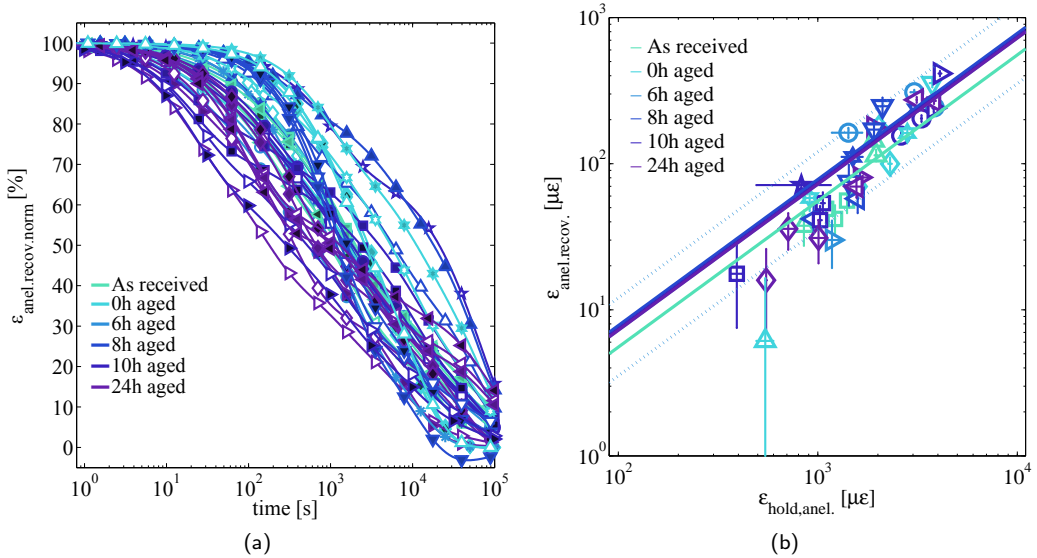 100
90
80
70
60
50
40
30
20
10
0
ε_anel.recov.norm [%]
As received
0h aged
6h aged
8h aged
10h aged
24h aged
10^0
10^1
10^2
10^3
10^4
10^5
time [s]
(a)
10^3
10^2
10^1
10^0
ε_anel.recov. [με]
As received
0h aged
6h aged
8h aged
10h aged
24h aged
10^2
10^3
10^4
ε_hold,anel. [με]
(b)